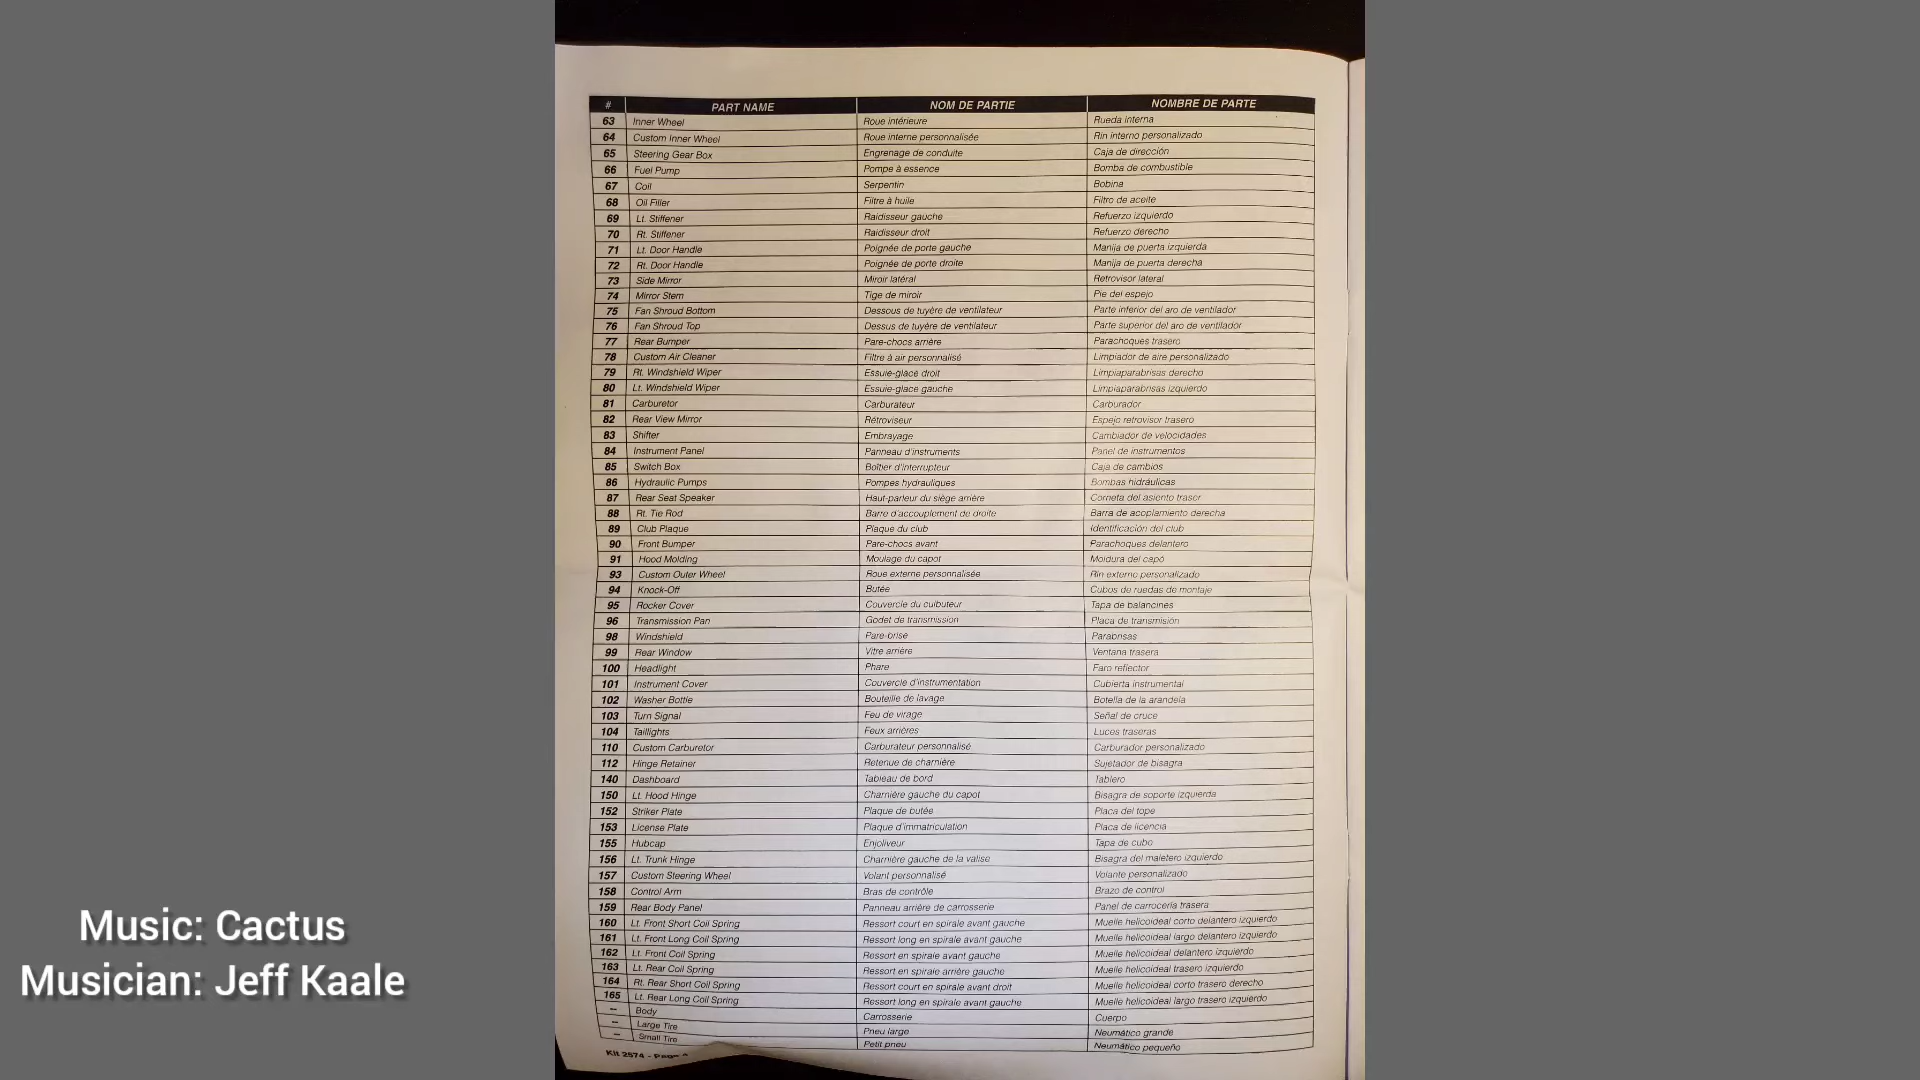 # PART NAME NOM DE PARTIE NOMBRE DE PARTE
63 Inner Wheel Roue intérieure Rueda interna
64 Custom Inner Wheel Roue interne personnalisée Rin interno personalizado
65 Steering Gear Box Engrenage de conduite Caja de dirección
66 Fuel Pump Pompe à essence Bomba de combustible
67 Coil Serpentin Bobina
68 Oil Filler Filtre à huile Filtro de aceite
69 Lt. Stiffener Raidisseur gauche Refuerzo izquierdo
70 Rt. Stiffener Raidisseur droit Refuerzo derecho
71 Lt. Door Handle Poignée de porte gauche Manija de puerta izquierda
72 Rt. Door Handle Poignée de porte droite Manija de puerta derecha
73 Side Mirror Miroir latéral Retrovisor lateral
74 Mirror Stem Tige de miroir Pie del espejo
75 Fan Shroud Bottom Dessous de tuyère de ventilateur Parte inferior del aro de ventilador
76 Fan Shroud Top Dessus de tuyère de ventilateur Parte superior del aro de ventilador
77 Rear Bumper Pare-chocs arrière Parachoques trasero
78 Custom Air Cleaner Filtre à air personnalisé Limpiador de aire personalizado
79 Rt. Windshield Wiper Essuie-glace droit Limpiaparabrisas derecho
80 Lt. Windshield Wiper Essuie-glace gauche Limpiaparabrisas izquierdo
81 Carburetor Carburateur Carburador
82 Rear View Mirror Rétroviseur Espejo retrovisor trasero
83 Shifter Embrayage Cambiador de velocidades
84 Instrument Panel Panneau d'instruments Panel de instrumentos
85 Switch Box Boîtier d'interrupteur Caja de cambios
86 Hydraulic Pumps Pompes hydrauliques Bombas hidráulicas
87 Rear Seat Speaker Haut-parleur du siège arrière Corneta del asiento traser
88 Rt. Tie Rod Barre d'accouplement de droite Barra de acoplamiento derecha
89 Club Plaque Plaque du club Identificación del club
90 Front Bumper Pare-chocs avant Parachoques delantero
91 Hood Molding Moulage du capot Moldura del capó
93 Custom Outer Wheel Roue externe personnalisée Rin externo personalizado
94 Knock-Off Butée Cubos de ruedas de montaje
95 Rocker Cover Couvercle du culbuteur Tapa de balancines
96 Transmission Pan Godet de transmission Placa de transmisión
98 Windshield Pare-brise Parabrisas
99 Rear Window Vitre arrière Ventana trasera
100 Headlight Phare Faro reflector
101 Instrument Cover Couvercle d'instrumentation Cubierta instrumental
102 Washer Bottle Bouteille de lavage Botella de la arandela
103 Turn Signal Feu de virage Señal de cruce
104 Taillights Feux arrières Luces traseras
110 Custom Carburetor Carburateur personnalisé Carburador personalizado
112 Hinge Retainer Retenue de charnière Sujetador de bisagra
140 Dashboard Tableau de bord Tablero
150 Lt. Hood Hinge Charnière gauche du capot Bisagra de soporte izquierda
152 Striker Plate Plaque de butée Placa del tope
153 License Plate Plaque d'immatriculation Placa de licencia
155 Hubcap Enjoliveur Tapa de cubo
156 Lt. Trunk Hinge Charnière gauche de la valise Bisagra del maletero izquierdo
157 Custom Steering Wheel Volant personnalisé Volante personalizado
158 Control Arm Bras de contrôle Brazo de control
159 Rear Body Panel Panneau arrière de carrosserie Panel de carrocería trasera
160 Lt. Front Short Coil Spring Ressort court en spirale avant gauche Muelle helicoideal corto delantero izquierdo
161 Lt. Front Long Coil Spring Ressort long en spirale avant gauche Muelle helicoideal largo delantero izquierdo
162 Lt. Front Coil Spring Ressort en spirale avant gauche Muelle helicoideal delantero izquierdo
163 Lt. Rear Coil Spring Ressort en spirale arrière gauche Muelle helicoideal trasero izquierdo
164 Rt. Rear Short Coil Spring Ressort court en spirale avant droit Muelle helicoideal corto trasero derecho
165 Lt. Rear Long Coil Spring Ressort long en spirale avant gauche Muelle helicoideal largo trasero izquierdo
-- Body Carrosserie Cuerpo
-- Large Tire Pneu large Neumático grande
-- Small Tire Petit pneu Neumático pequeño
Kit 2574 - Page
Music: Cactus
Musician: Jeff Kaale